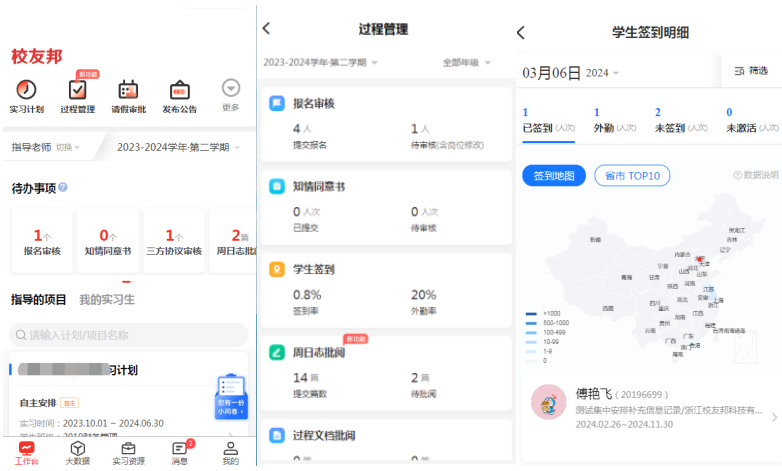 校友邦
新功能
实习计划
过程管理
请假审批
发布公告
更多
指导老师 切换
2023-2024学年·第二学期
待办事项
1个
报名审核
0个
知情同意书
1个
三方协议审核
2篇
周日志批
指导的项目
我的实习生
请输入计划/项目名称
习计划
自主安排
自主
实习时间：2023.10.01 ~ 2024.06.30
您有一份
小问卷
工作台
大数据
实习资源
2
消息
我的
过程管理
2023-2024学年·第二学期
全部年级
报名审核
4 人
提交报名
1 人
待审核(含岗位修改)
知情同意书
0 人次
已提交
0 人次
待审核
学生签到
0.8%
签到率
20%
外勤率
周日志批阅
新功能
14 篇
提交篇数
2 篇
待批阅
过程文档批阅
学生签到明细
03月06日 2024
筛选
1
已签到 (人次)
1
外勤 (人次)
2
未签到 (人次)
0
未激活 (人次)
签到地图
省市 TOP10
数据说明
黑龙江
吉林
辽宁
新疆
内蒙古
北京
天津
河北
山西
山东
宁夏
青海
甘肃
陕西
河南
江苏
西藏
四川
重庆
湖北
安徽
上海
浙江
湖南
江西
贵州
云南
福建
广西
广东
台湾
南海诸岛
香港
澳门
海南
>1000
500-1000
100-499
10-99
1-9
0
傅艳飞（20196699）
测试集中安排补充信息记录/浙江校友邦科技有...
2024.02.26~2024.11.30